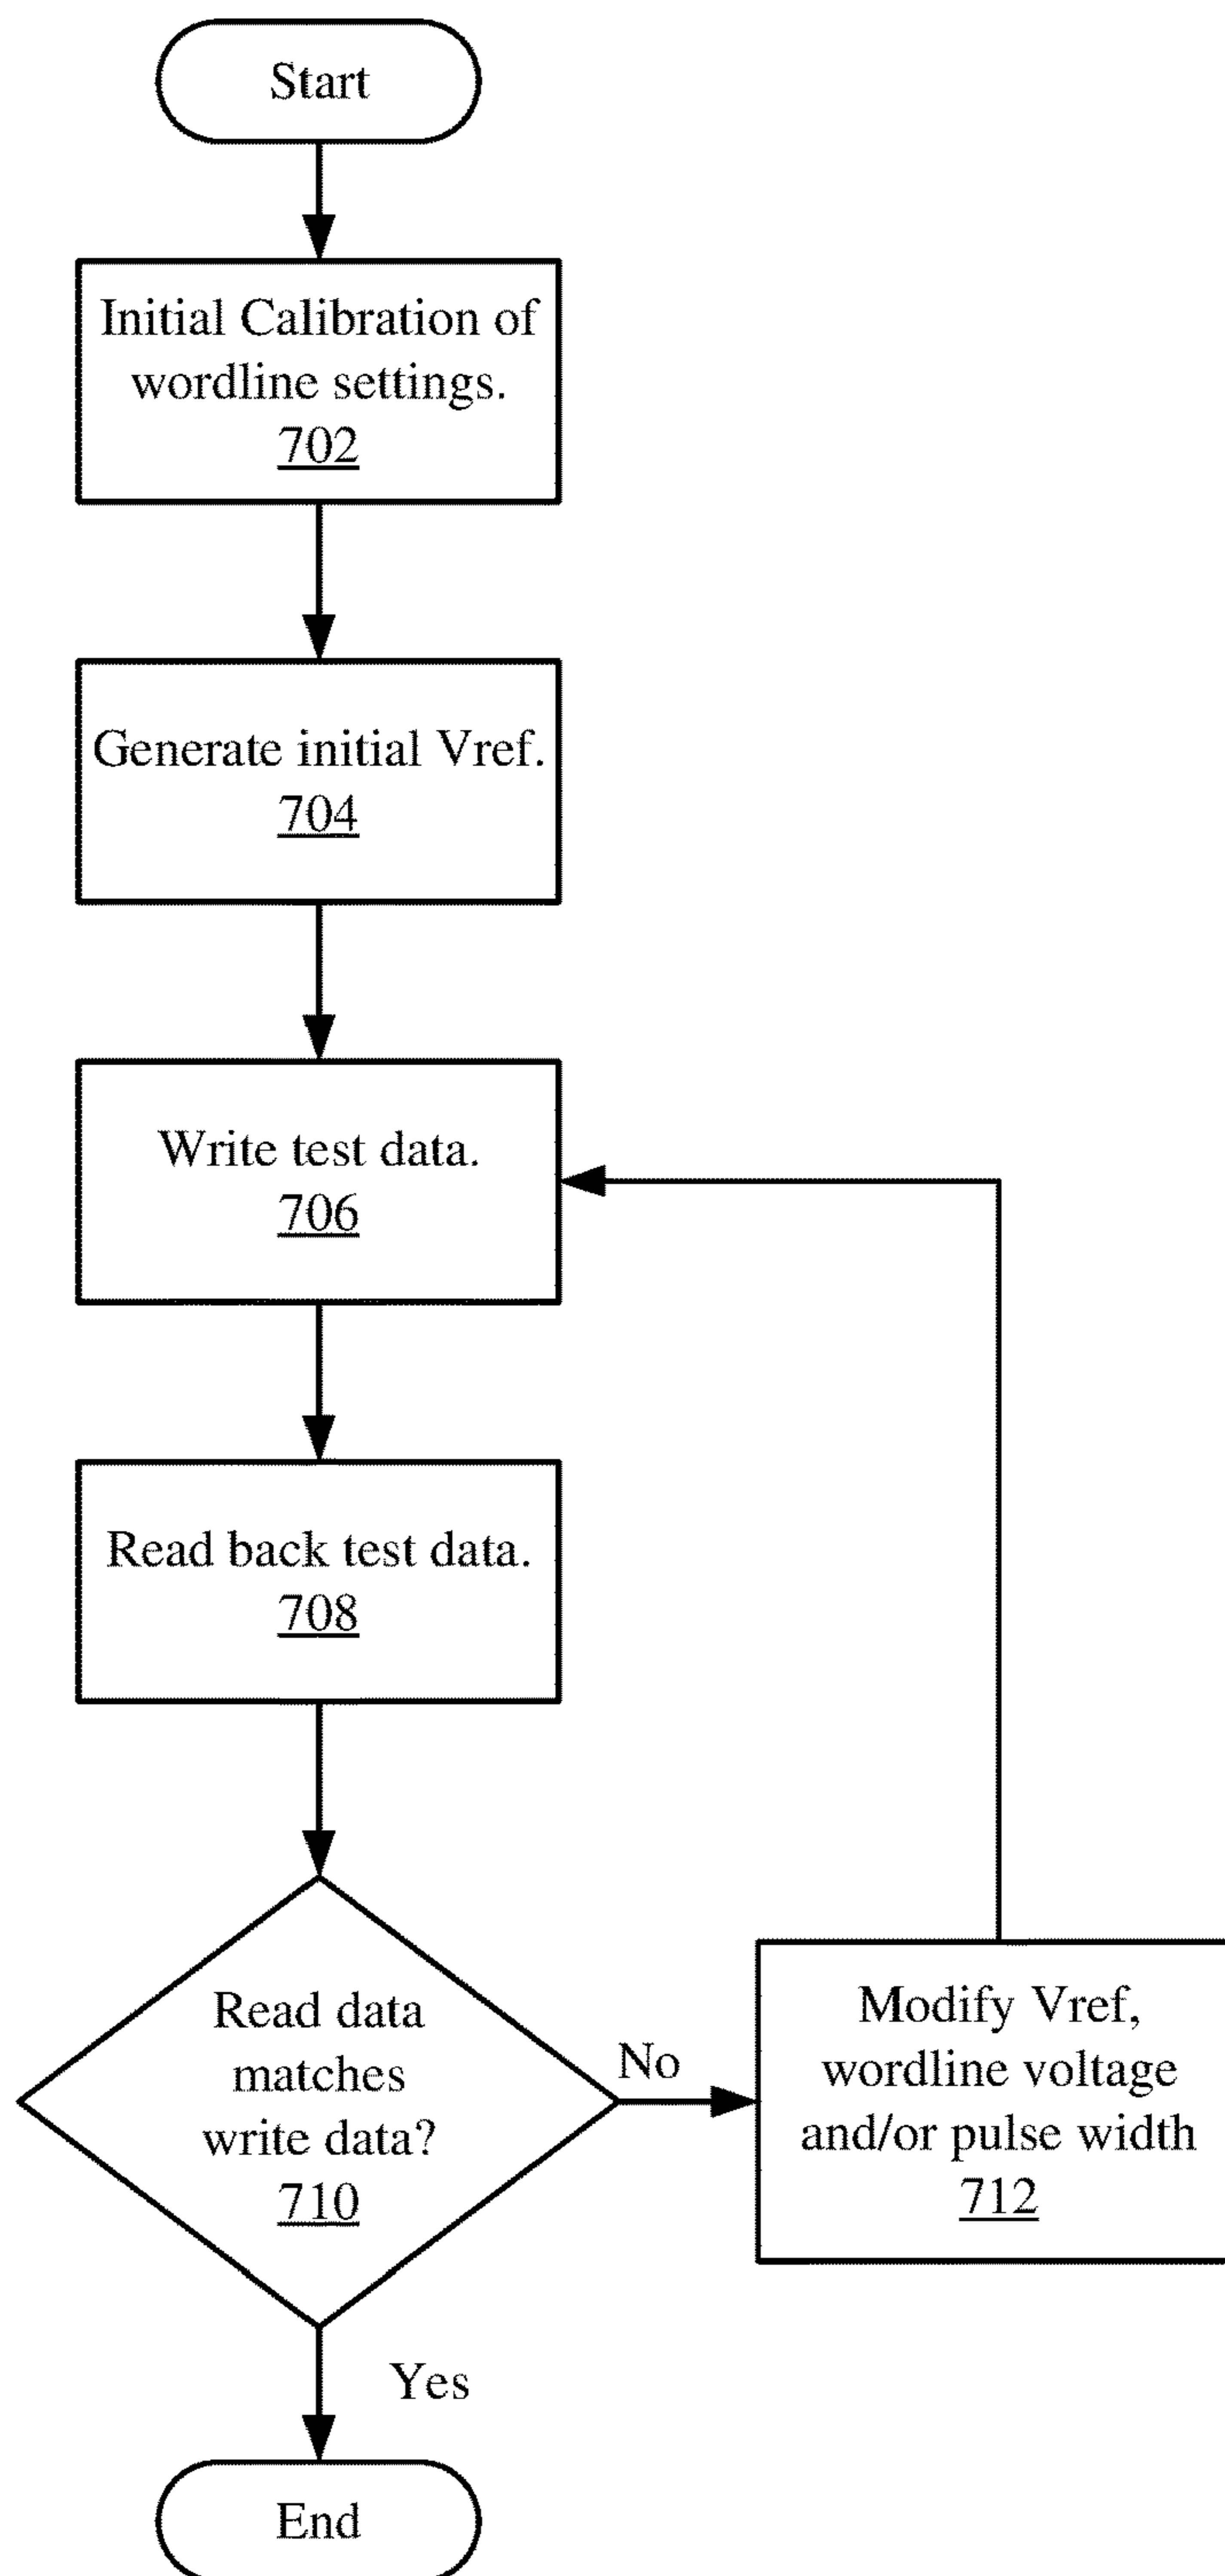 Start
Initial Calibration of
wordline settings.
702
Generate initial Vref.
704
Write test data.
706
Read back test data.
708
Read data
matches
write data?
710
No
Modify Vref,
wordline voltage
and/or pulse width
712
Yes
End